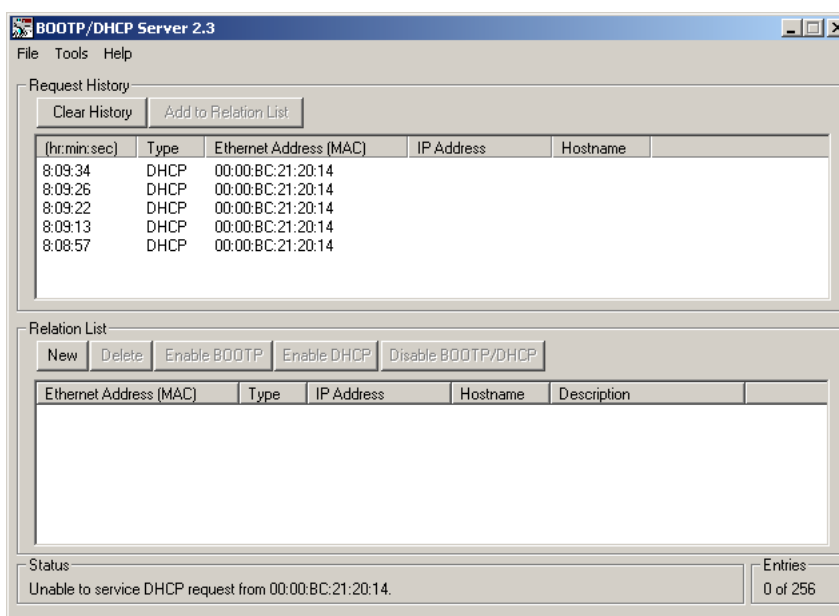 BOOTP/DHCP Server 2.3
File Tools Help
Request History
Clear History Add to Relation List
(hr:min:sec) Type Ethernet Address (MAC) IP Address Hostname
8:09:34 DHCP 00:00:BC:21:20:14
8:09:26 DHCP 00:00:BC:21:20:14
8:09:22 DHCP 00:00:BC:21:20:14
8:09:13 DHCP 00:00:BC:21:20:14
8:08:57 DHCP 00:00:BC:21:20:14
Relation List
New Delete Enable BOOTP Enable DHCP Disable BOOTP/DHCP
Ethernet Address (MAC) Type IP Address Hostname Description
Status
Unable to service DHCP request from 00:00:BC:21:20:14.
Entries
0 of 256